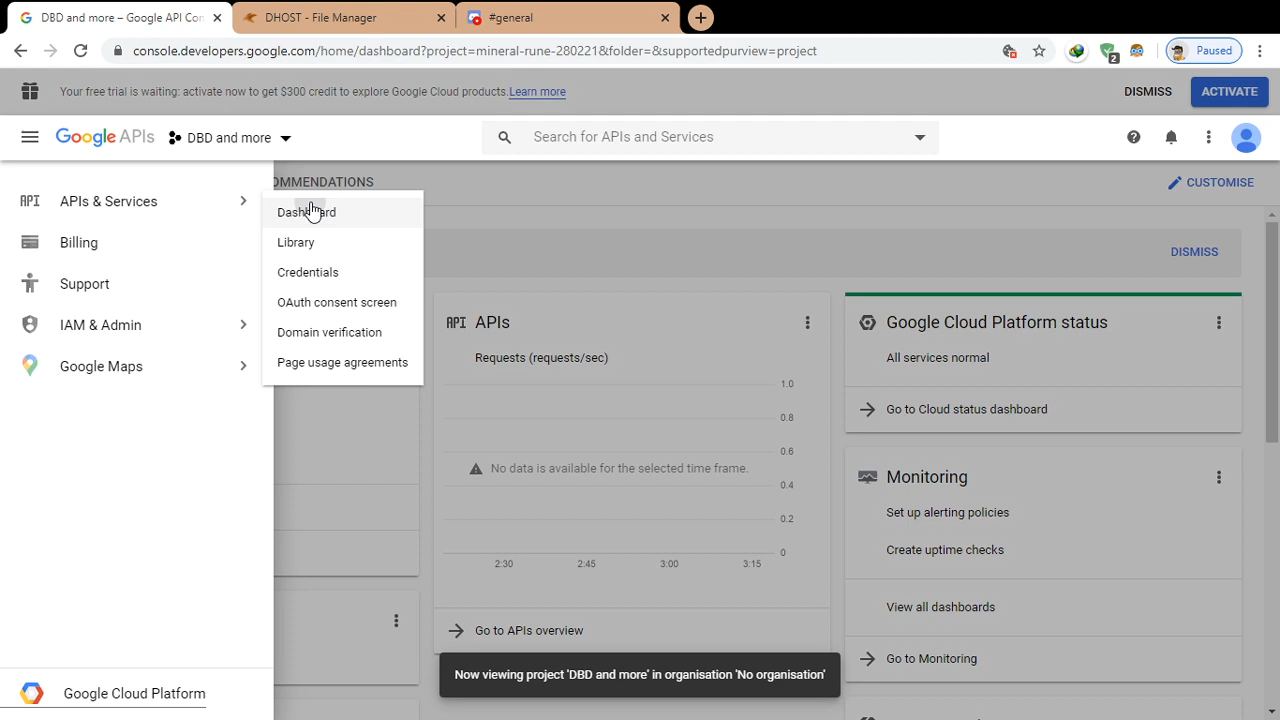 DBD and more – Google API Con
DHOST - File Manager
#general
console.developers.google.com/home/dashboard?project=mineral-rune-280221&folder=&supportedpurview=project
2
Paused
Your free trial is waiting: activate now to get $300 credit to explore Google Cloud products. Learn more
DISMISS
ACTIVATE
Google APIs
DBD and more
Search for APIs and Services
OMMENDATIONS
CUSTOMISE
API APIs & Services
Billing
Support
IAM & Admin
Google Maps
Dashboard
Library
Credentials
OAuth consent screen
Domain verification
Page usage agreements
DISMISS
API APIs
Requests (requests/sec)
1.0
0.8
0.6
No data is available for the selected time frame.
0.4
0.2
0
2:30 2:45 3:00 3:15
Go to APIs overview
Google Cloud Platform status
All services normal
Go to Cloud status dashboard
Monitoring
Set up alerting policies
Create uptime checks
View all dashboards
Go to Monitoring
Now viewing project 'DBD and more' in organisation 'No organisation'
Google Cloud Platform